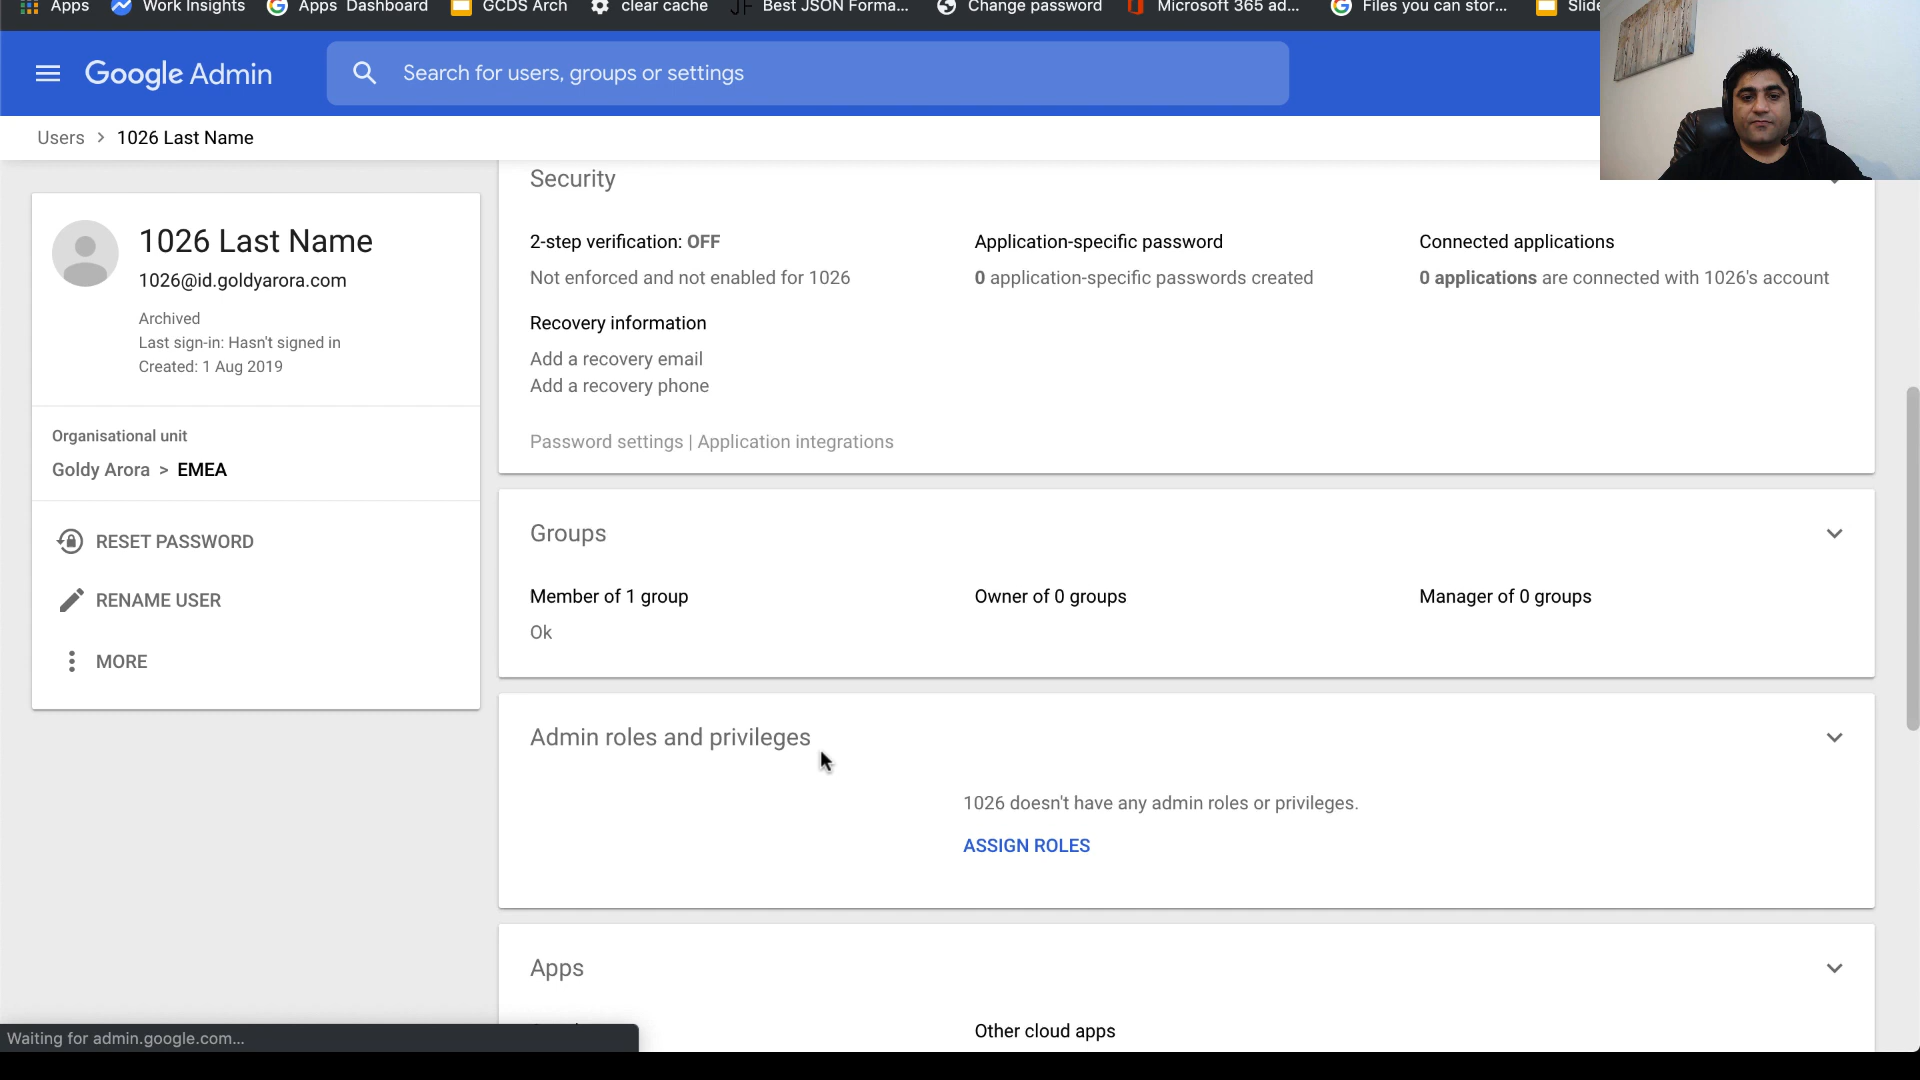 Apps Work Insights Apps Dashboard GCDS Arch clear cache JF Best JSON Forma... Change password Microsoft 365 ad... Files you can stor... Slide
Google Admin Search for users, groups or settings
Users > 1026 Last Name
1026 Last Name
1026@id.goldyarora.com
Archived
Last sign-in: Hasn't signed in
Created: 1 Aug 2019
Organisational unit
Goldy Arora > EMEA
RESET PASSWORD
RENAME USER
MORE
Security
2-step verification: OFF
Not enforced and not enabled for 1026
Application-specific password
0 application-specific passwords created
Connected applications
0 applications are connected with 1026's account
Recovery information
Add a recovery email
Add a recovery phone
Password settings | Application integrations
Groups
Member of 1 group
Ok
Owner of 0 groups
Manager of 0 groups
Admin roles and privileges
1026 doesn't have any admin roles or privileges.
ASSIGN ROLES
Apps
Other cloud apps
Waiting for admin.google.com...